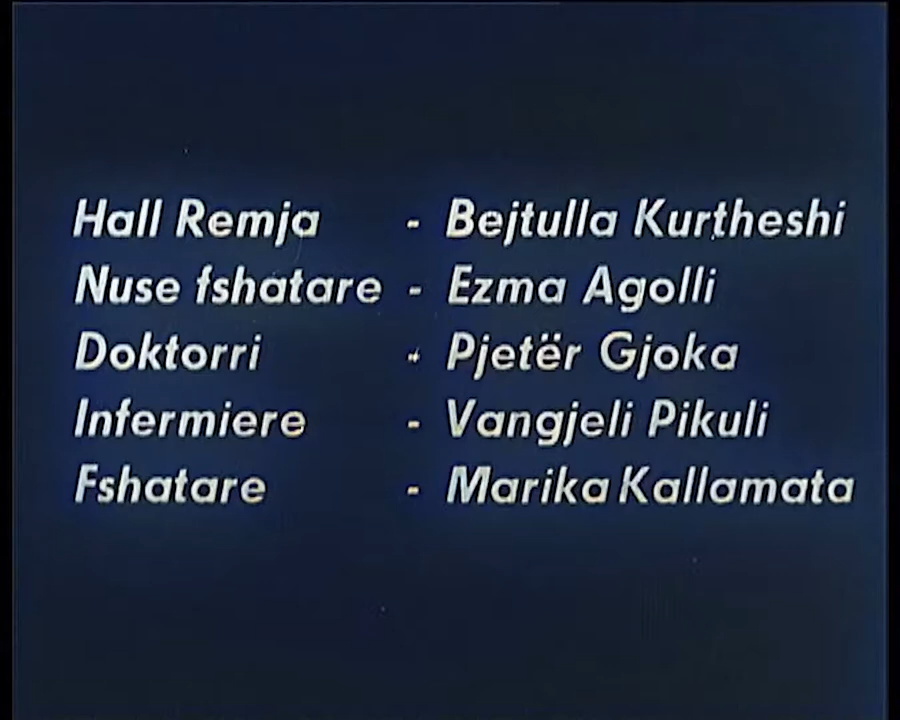 Hall Remja - Bejtulla Kurtheshi
Nuse fshatare - Ezma Agolli
Doktorri - Pjetër Gjoka
Infermiere - Vangjeli Pikuli
Fshatare - Marika Kallamata